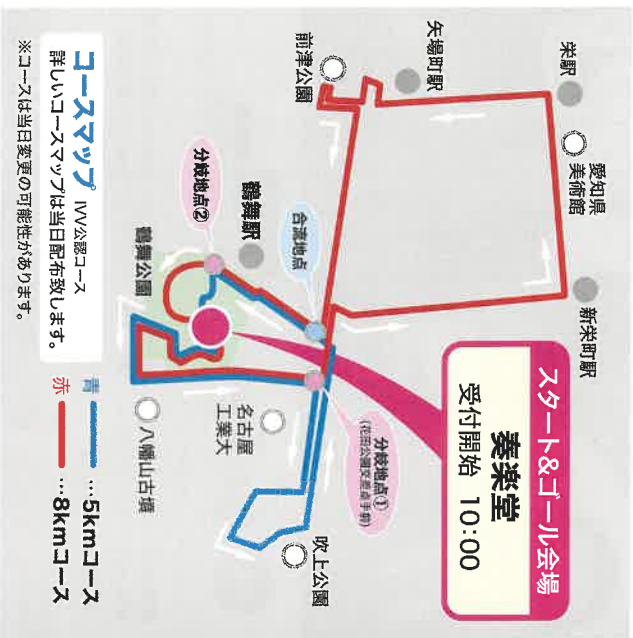 スタート&ゴール会場
奏楽堂
受付開始 10:00
栄駅
愛知県
美術館
新栄町駅
矢場町駅
前津公園
合流地点
鶴舞駅
分岐地点②
鶴舞公園
分岐地点①
(花田公園交差点手前)
名古屋
工業大
八幡山古墳
吹上公園
コースマップ IVV公認コース
詳しいコースマップは当日配布致します。
※コースは当日変更の可能性があります。
青 …5kmコース
赤 …8kmコース